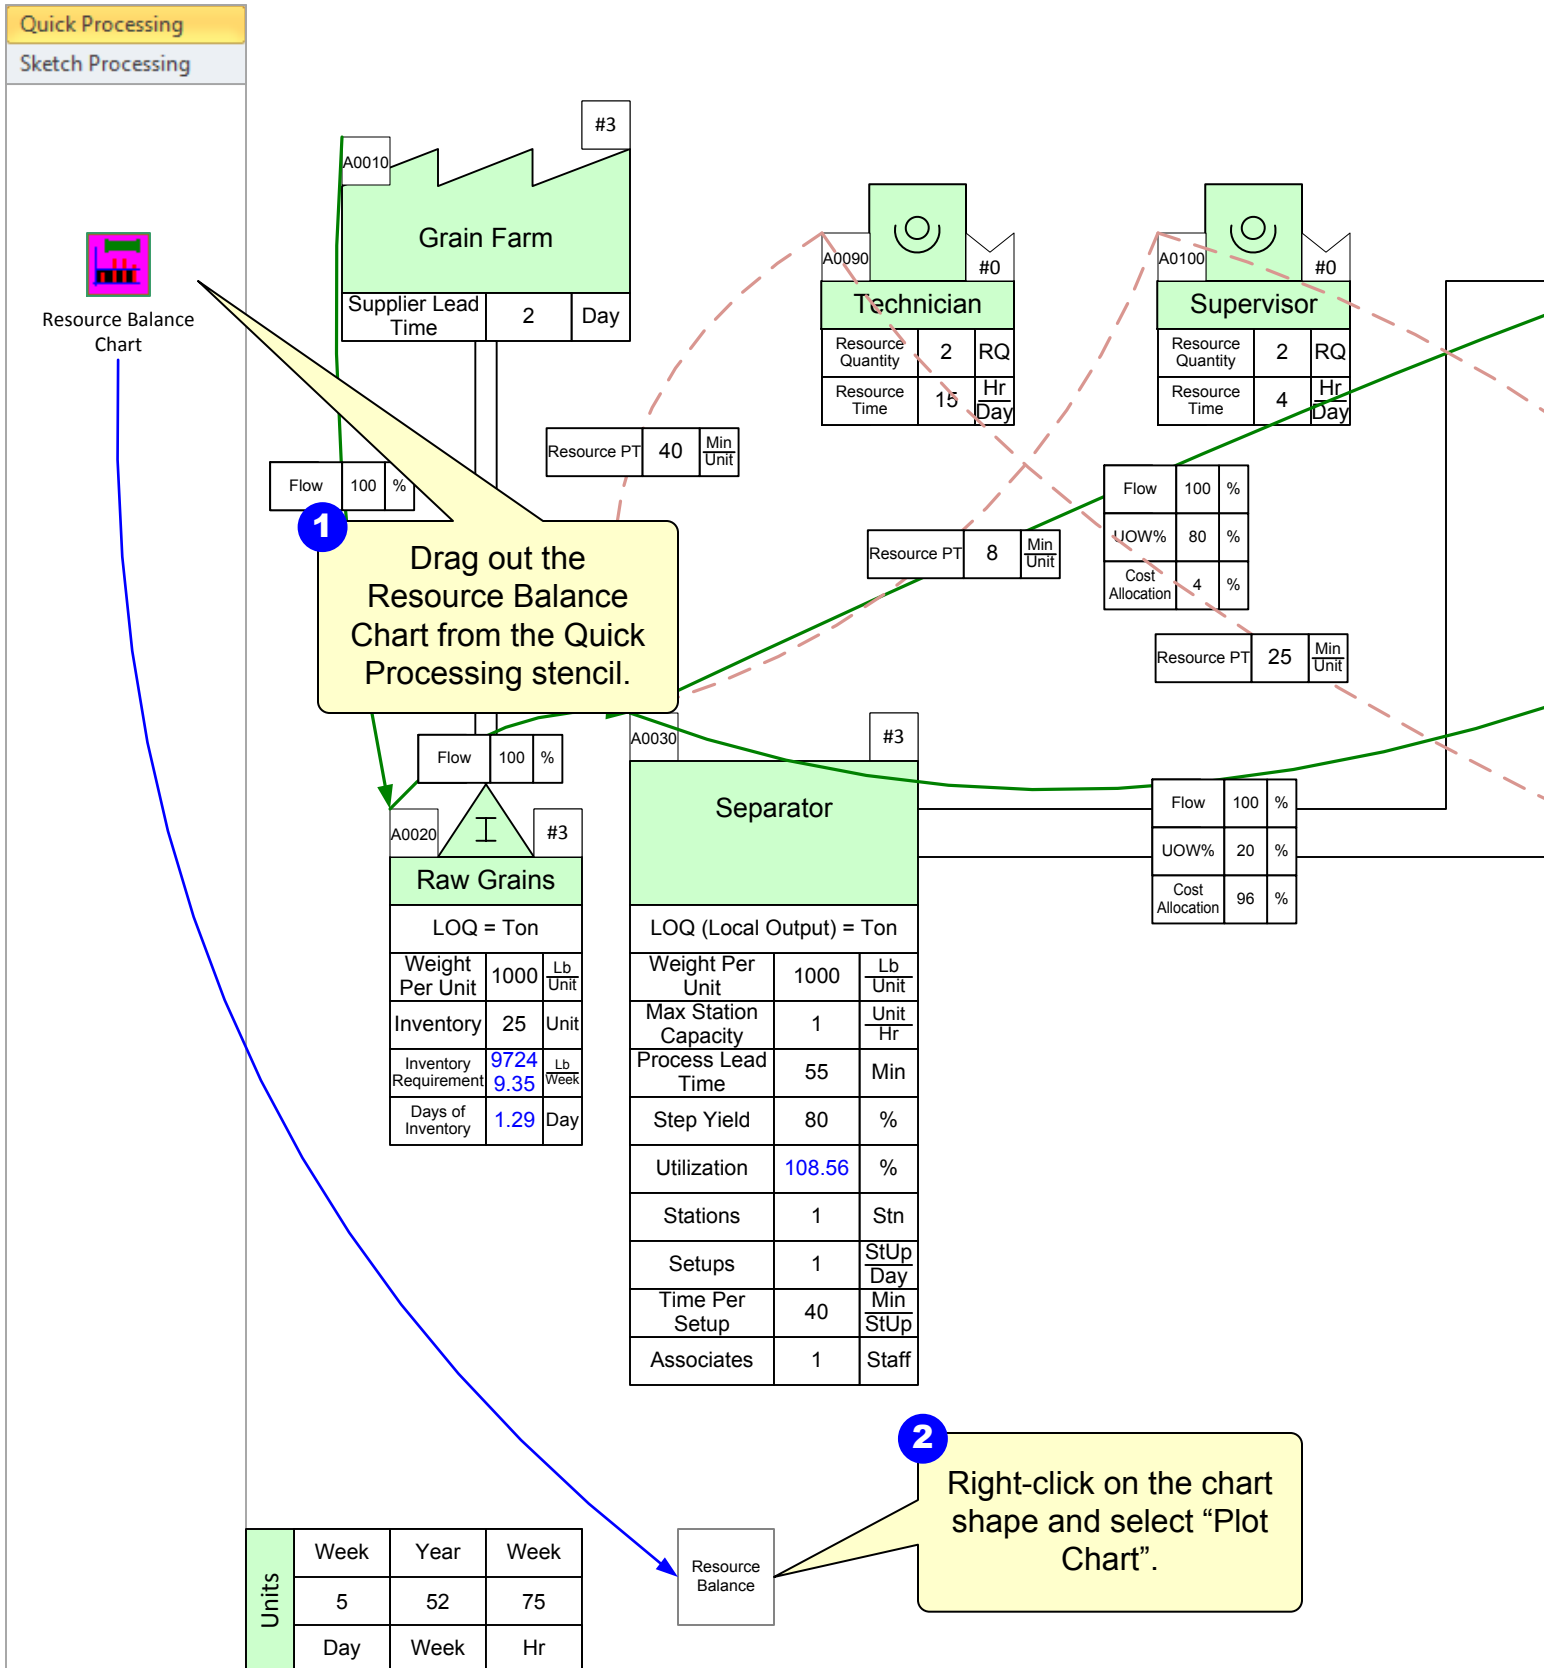 Quick Processing
Sketch Processing
Resource Balance
Chart
#3
A0010
Grain Farm
Supplier Lead
Time
2
Day
Flow
100
%
1
Drag out the
Resource Balance
Chart from the Quick
Processing stencil.
Resource PT
40
Min
Unit
A0090
#0
Technician
Resource
Quantity
2
RQ
Resource
Time
15
Hr
Day
A0100
#0
Supervisor
Resource
Quantity
2
RQ
Resource
Time
4
Hr
Day
Resource PT
8
Min
Unit
Flow
100
%
UOW%
80
%
Cost
Allocation
4
%
Resource PT
25
Min
Unit
Flow
100
%
A0020
#3
Raw Grains
LOQ = Ton
Weight
Per Unit
1000
Lb
Unit
Inventory
25
Unit
Inventory
Requirement
9724
9.35
Lb
Week
Days of
Inventory
1.29
Day
A0030
#3
Separator
LOQ (Local Output) = Ton
Weight Per
Unit
1000
Lb
Unit
Max Station
Capacity
1
Unit
Hr
Process Lead
Time
55
Min
Step Yield
80
%
Utilization
108.56
%
Stations
1
Stn
Setups
1
StUp
Day
Time Per
Setup
40
Min
StUp
Associates
1
Staff
Flow
100
%
UOW%
20
%
Cost
Allocation
96
%
2
Right-click on the chart
shape and select “Plot
Chart”.
Resource
Balance
Units
Week
Year
Week
5
52
75
Day
Week
Hr